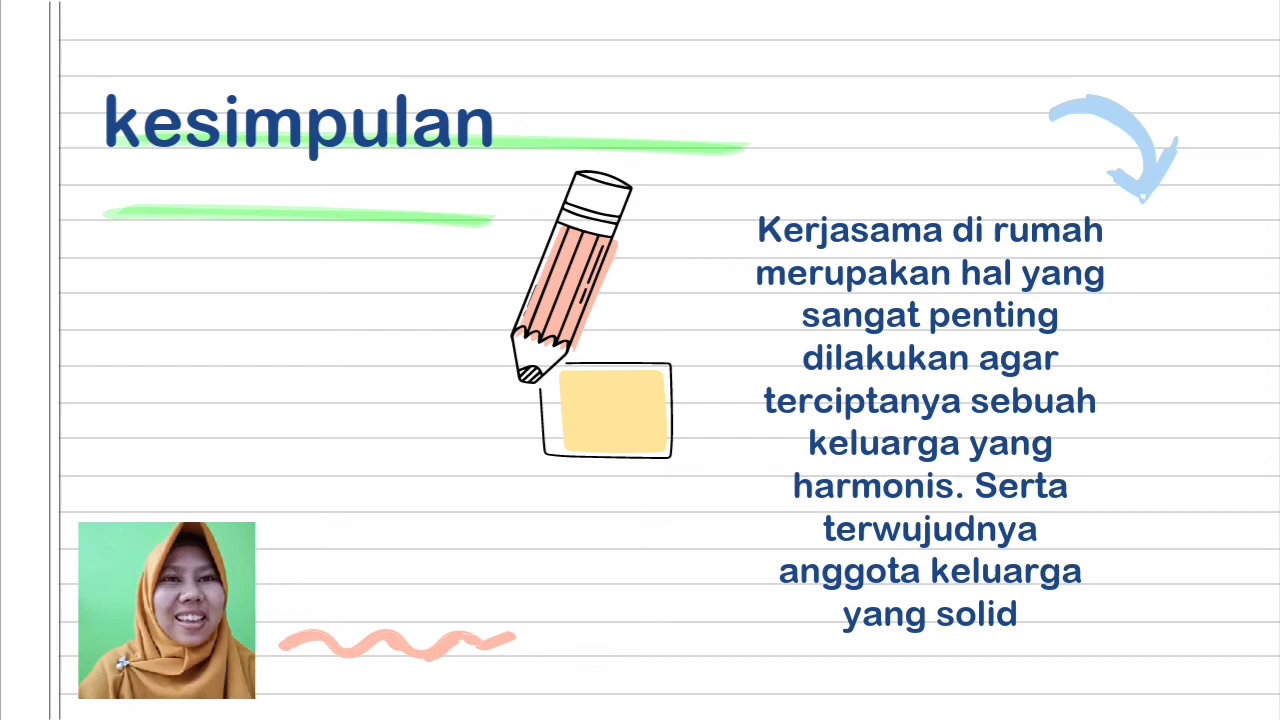 kesimpulan
Kerjasama di rumah
merupakan hal yang
sangat penting
dilakukan agar
terciptanya sebuah
keluarga yang
harmonis. Serta
terwujudnya
anggota keluarga
yang solid